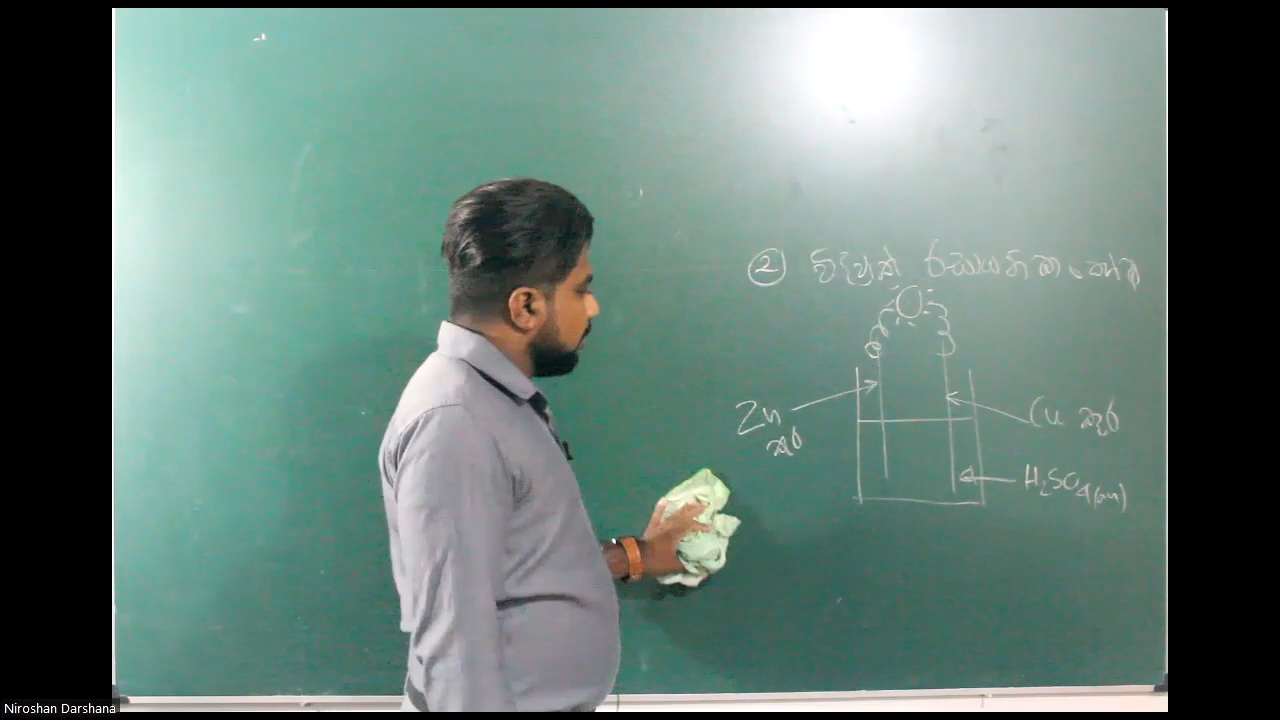 ② විද්‍යුත් රසායනික කෝෂ
Zn
කූර
Cu කූර
H₂SO₄(aq)
Niroshan Darshana